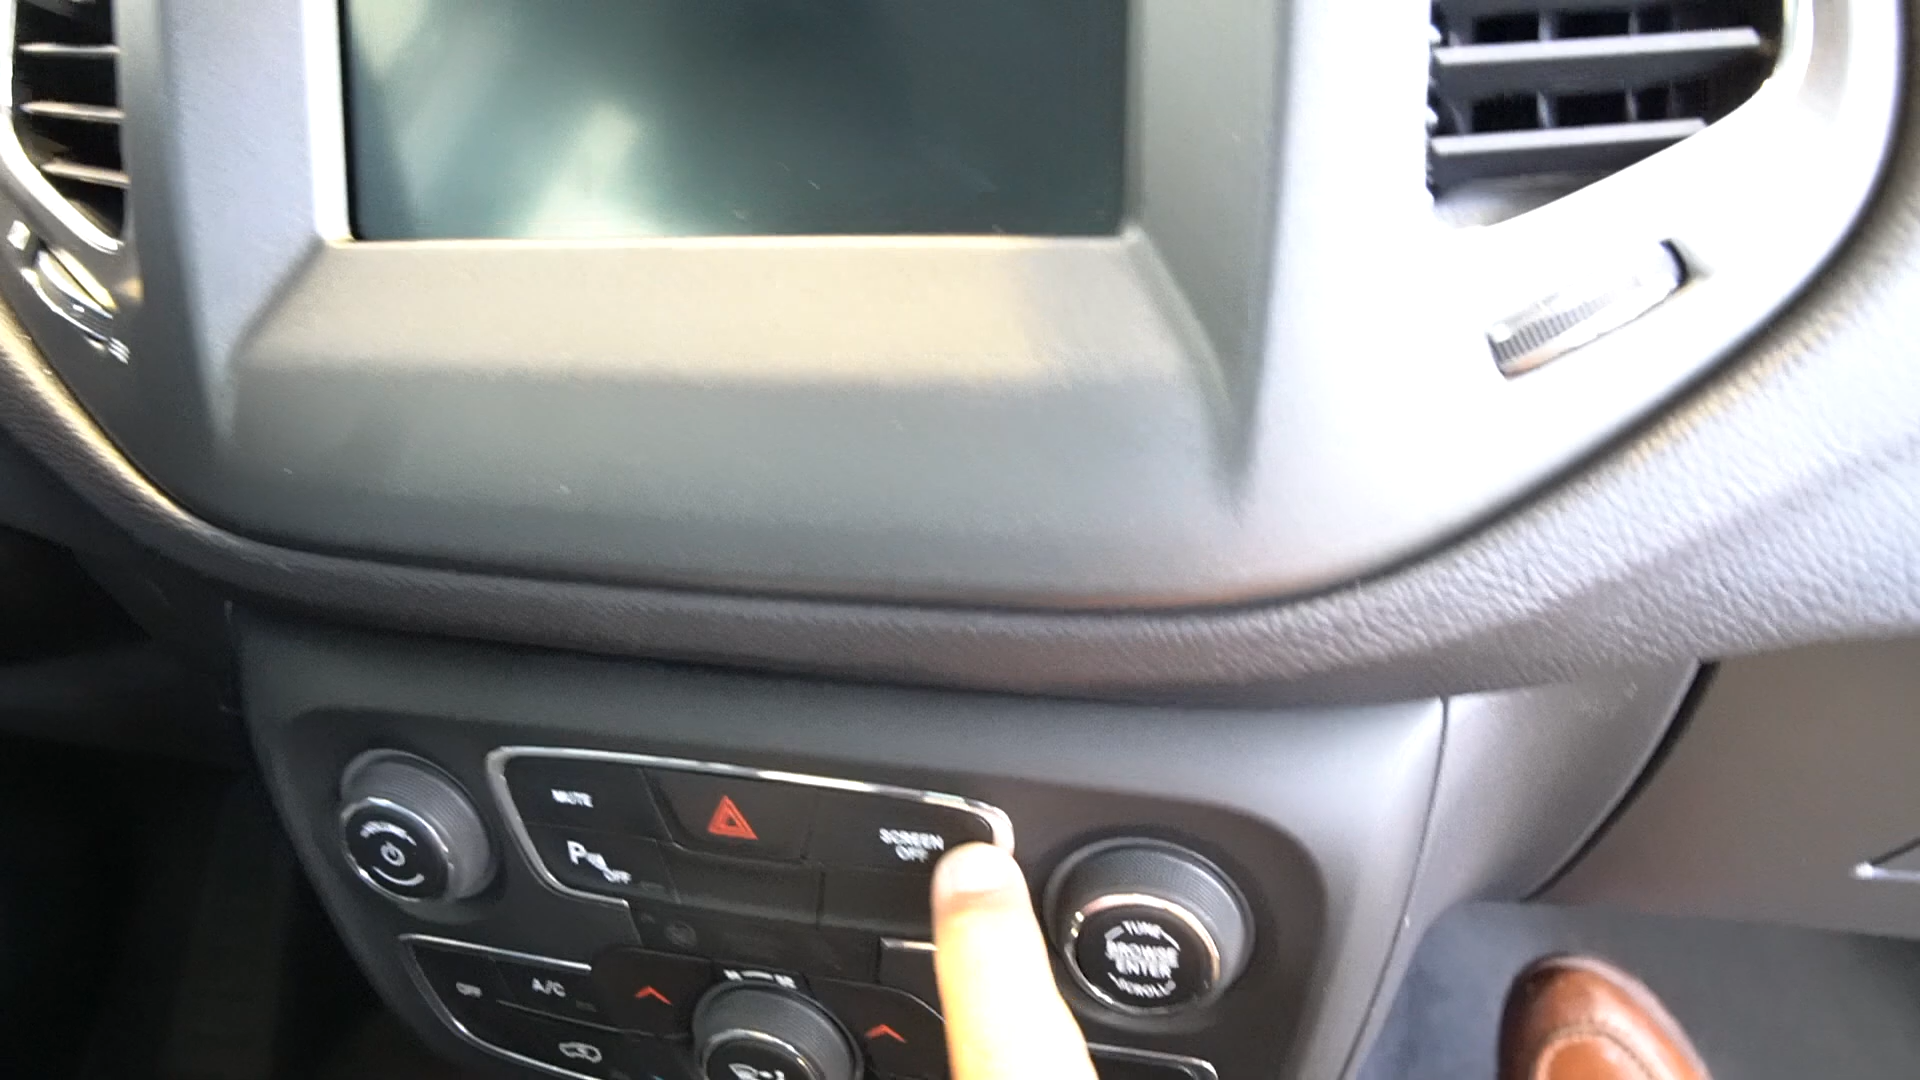 MUTE
SCREEN
OFF
P
OFF
OFF
A/C
TUNE
BROWSE
ENTER
SCROLL